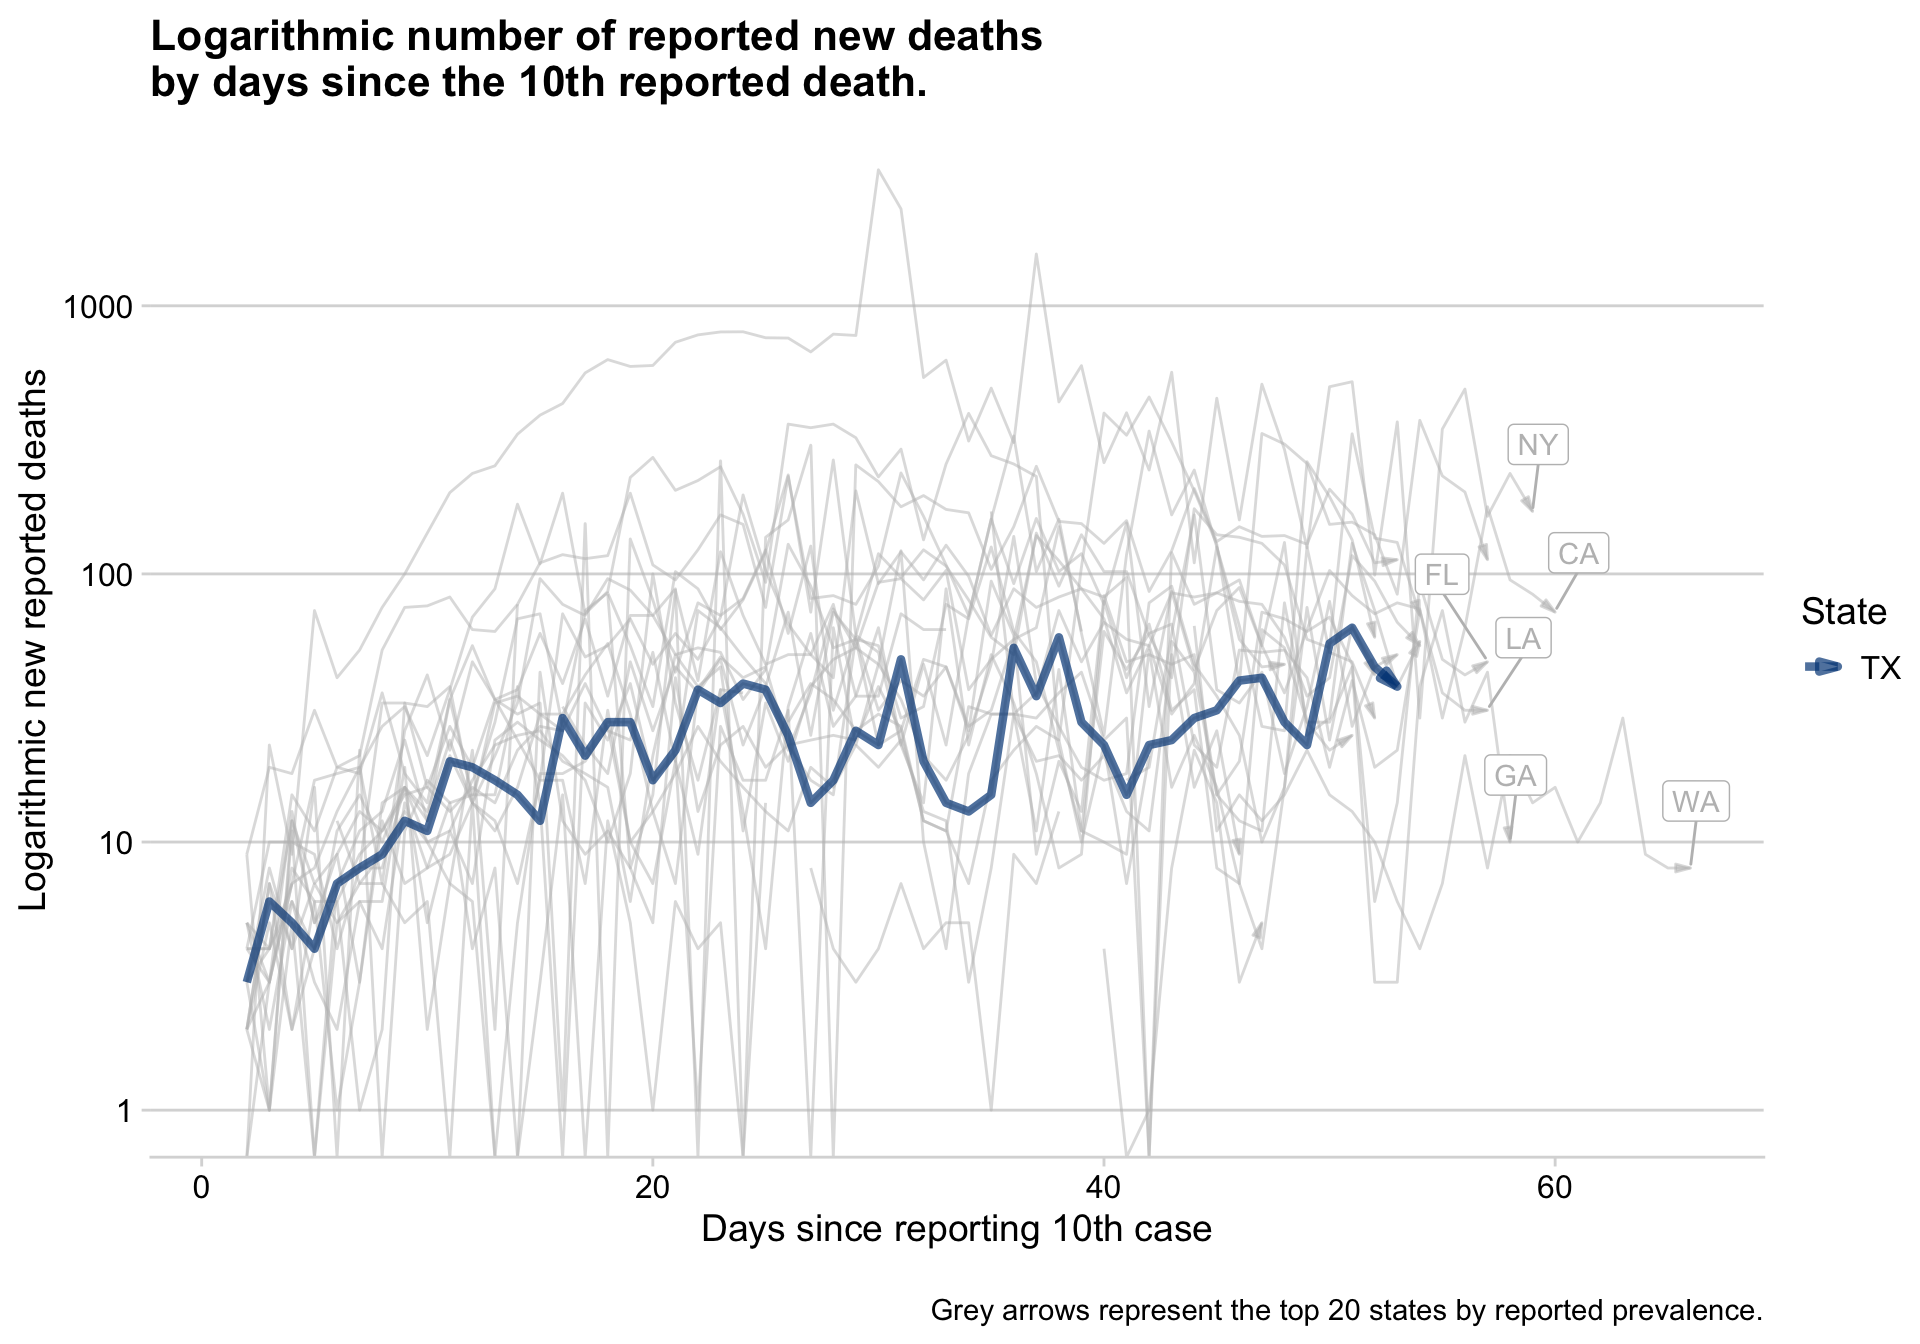 Logarithmic number of reported new deaths
by days since the 10th reported death.
Logarithmic new reported deaths
1000
100
10
1
NY
CA
FL
LA
GA
WA
State
TX
0
20
40
60
Days since reporting 10th case
Grey arrows represent the top 20 states by reported prevalence.